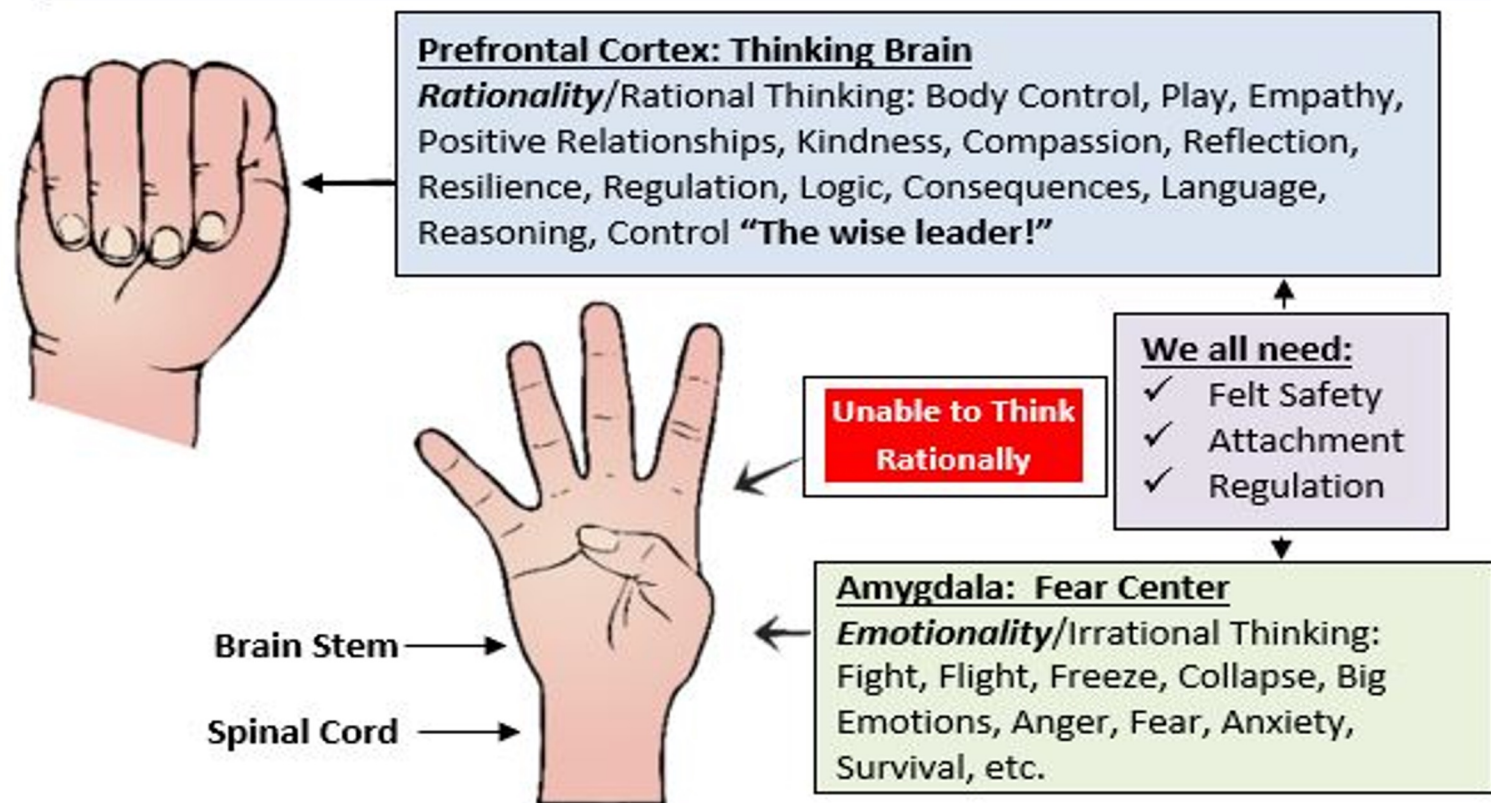 Prefrontal Cortex: Thinking Brain
Rationality/Rational Thinking: Body Control, Play, Empathy,
Positive Relationships, Kindness, Compassion, Reflection,
Resilience, Regulation, Logic, Consequences, Language,
Reasoning, Control “The wise leader!”
We all need:
✓ Felt Safety
✓ Attachment
✓ Regulation
Unable to Think
Rationally
Amygdala: Fear Center
Emotionality/Irrational Thinking:
Fight, Flight, Freeze, Collapse, Big
Emotions, Anger, Fear, Anxiety,
Survival, etc.
Brain Stem
Spinal Cord